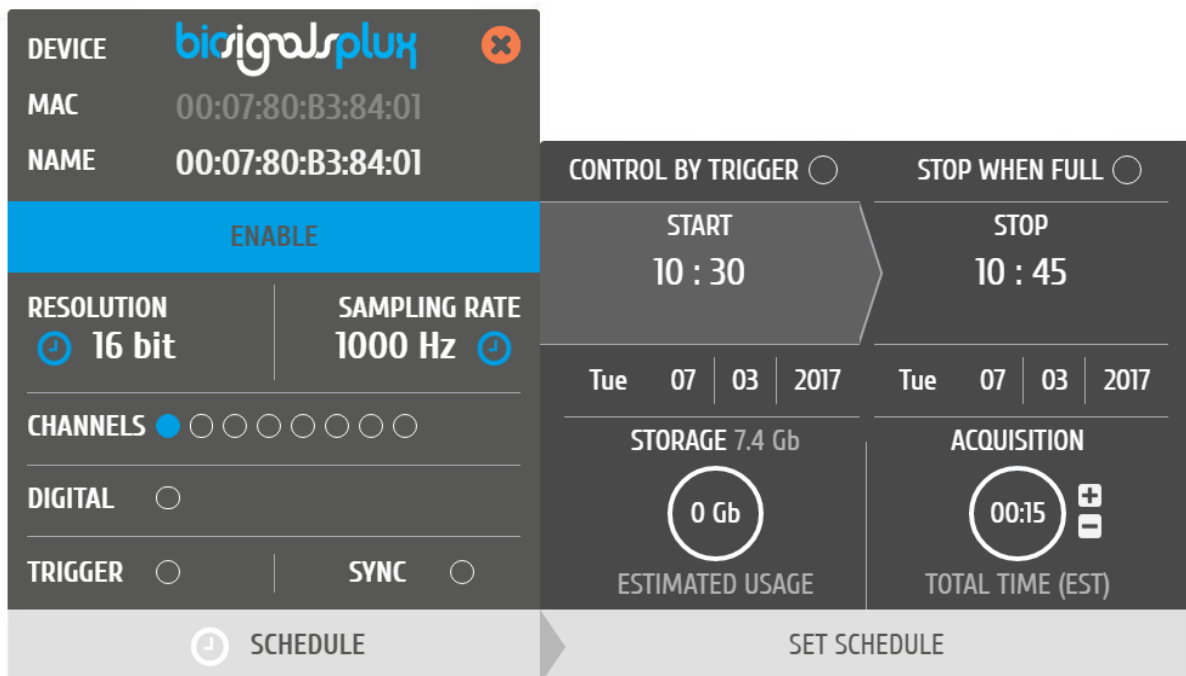 DEVICE biosignalsplux
MAC 00:07:80:B3:84:01
NAME 00:07:80:B3:84:01
ENABLE
RESOLUTION SAMPLING RATE
16 bit 1000 Hz
CHANNELS
DIGITAL
TRIGGER SYNC
SCHEDULE
CONTROL BY TRIGGER STOP WHEN FULL
START STOP
10 : 30 10 : 45
Tue 07 03 2017 Tue 07 03 2017
STORAGE 7.4 Gb ACQUISITION
0 Gb 00:15
ESTIMATED USAGE TOTAL TIME (EST)
SET SCHEDULE